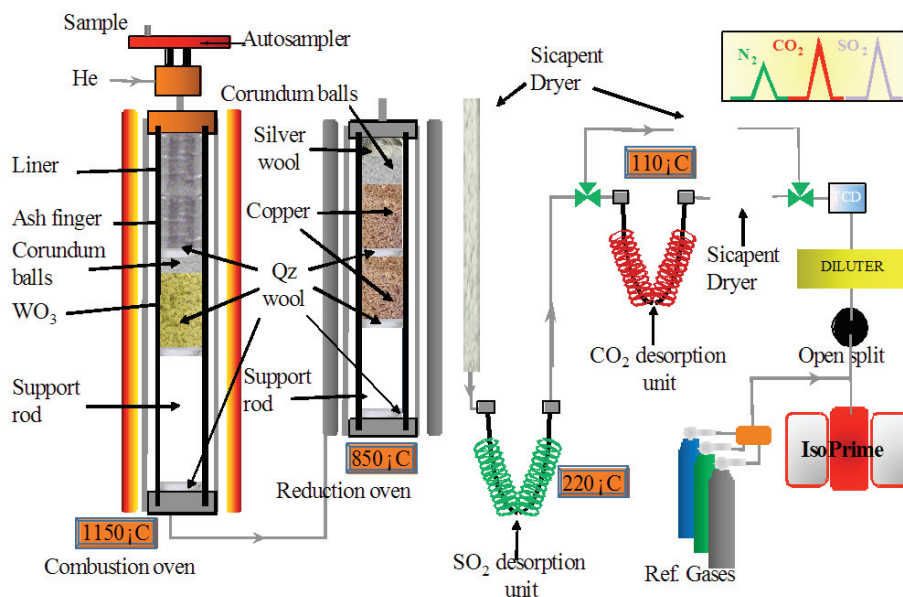 Sample
Autosampler
He
Liner
Ash finger
Corundum
balls
WO₃
Support
rod
1150 ¡C
Combustion oven
Corundum balls
Silver
wool
Copper
Qz
wool
Support
rod
850 ¡C
Reduction oven
Sicapent
Dryer
110 ¡C
Sicapent
Dryer
CO₂ desorption
unit
220 ¡C
SO₂ desorption
unit
N₂ CO₂ SO₂
DILUTER
Open split
IsoPrime
Ref. Gases